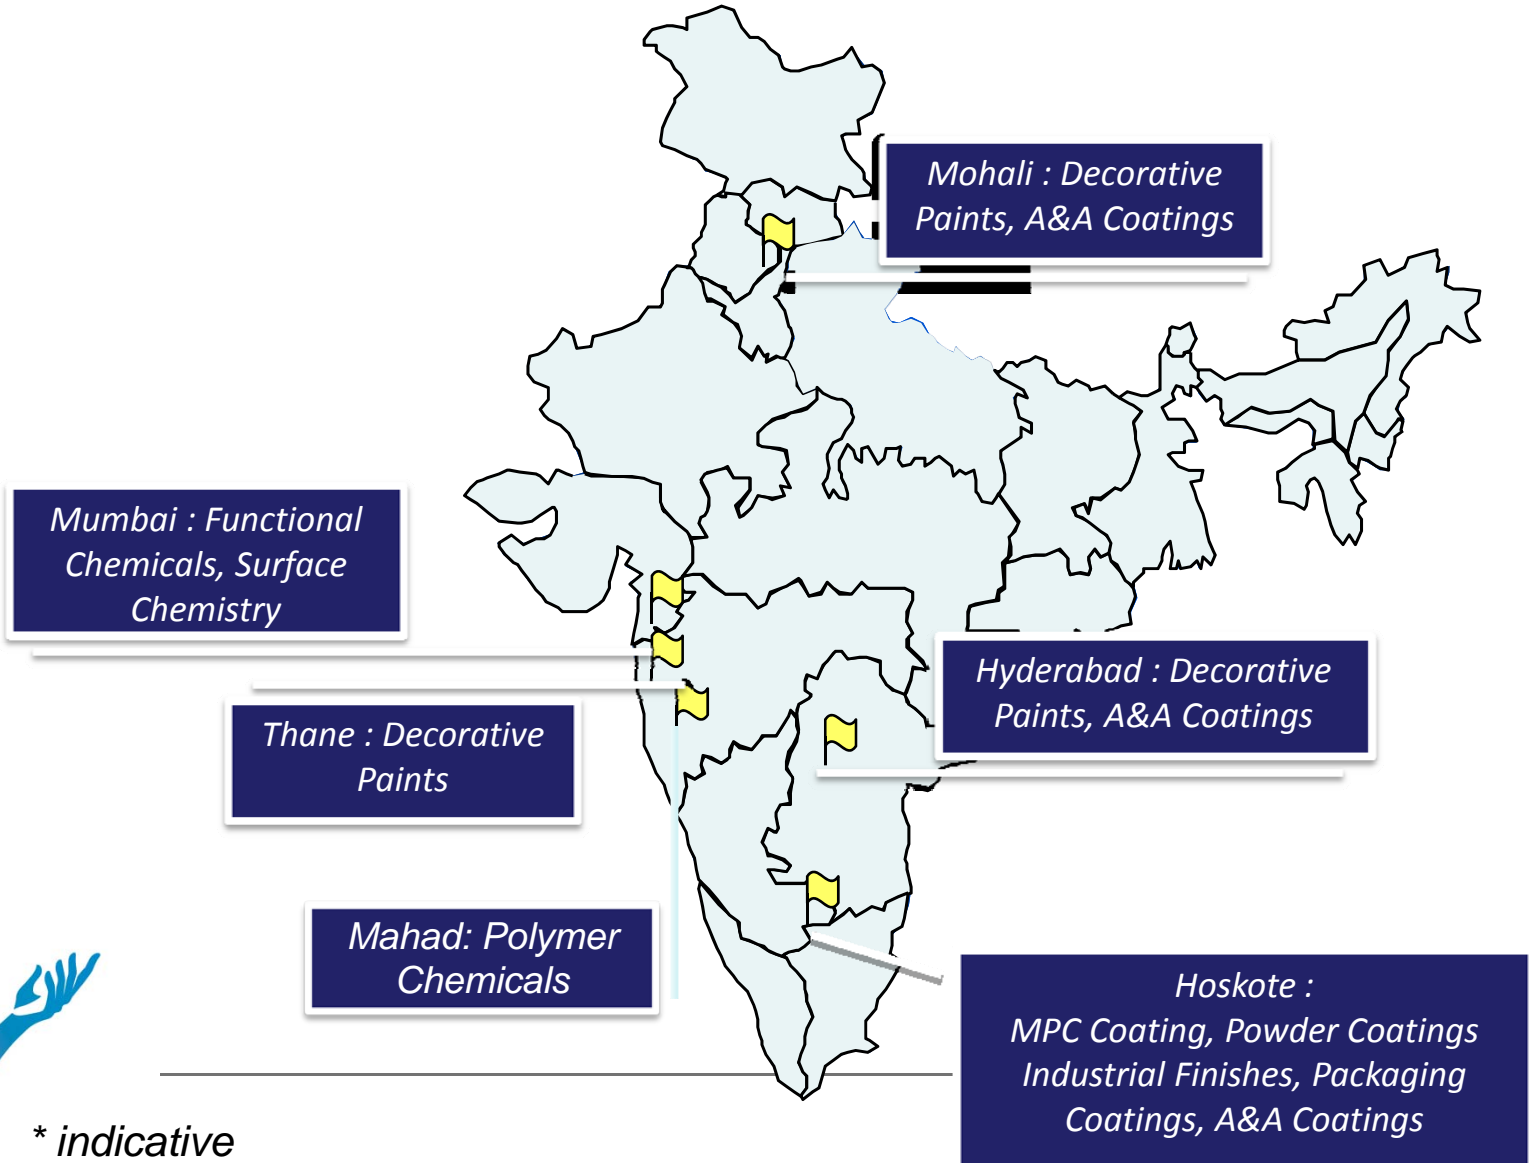 Mohali : Decorative
Paints, A&A Coatings
Mumbai : Functional
Chemicals, Surface
Chemistry
Hyderabad : Decorative
Paints, A&A Coatings
Thane : Decorative
Paints
Mahad: Polymer
Chemicals
Hoskote :
MPC Coating, Powder Coatings
Industrial Finishes, Packaging
Coatings, A&A Coatings
* indicative